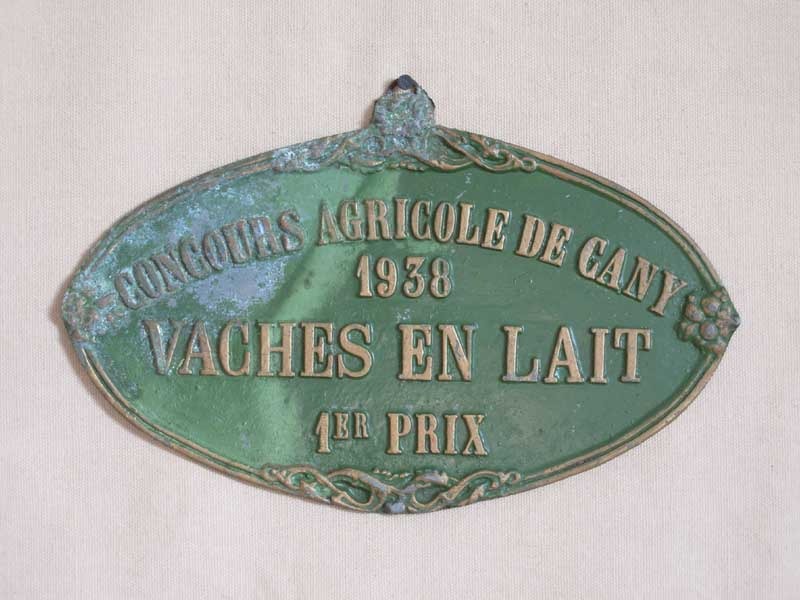 CONCOURS AGRICOLE DE CANY
1938
VACHES EN LAIT
1ER PRIX